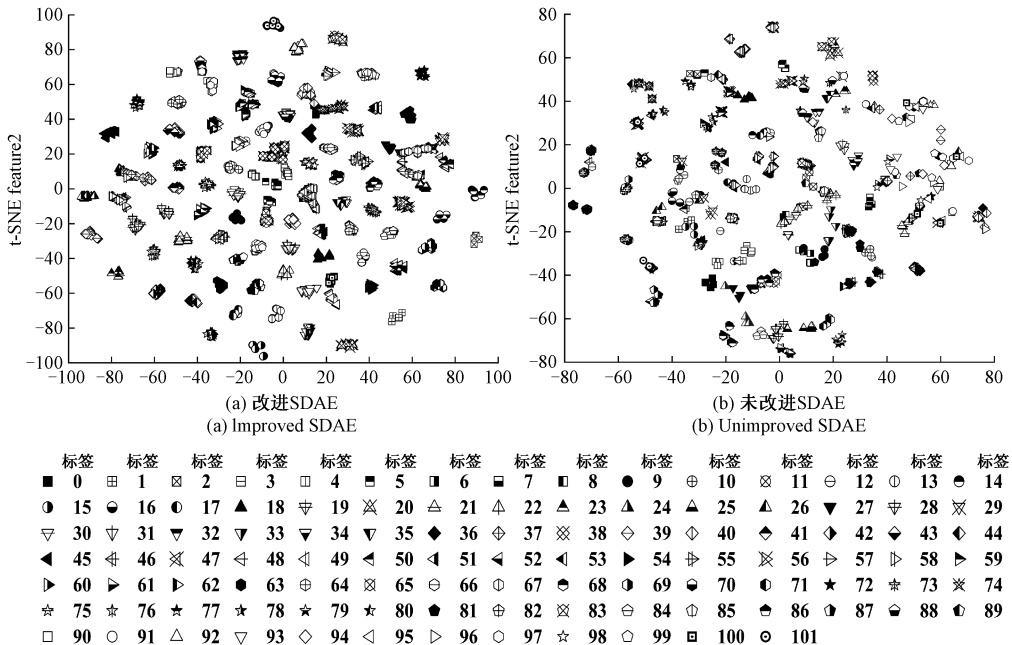 100
80
60
40
20
0
−20
−40
−60
−80
−100
t-SNE feature2
−100 −80 −60 −40 −20 0 20 40 60 80 100
(a) 改进SDAE
(a) Improved SDAE
80
60
40
20
0
−20
−40
−60
−80
t-SNE feature2
−80 −60 −40 −20 0 20 40 60 80
(b) 未改进SDAE
(b) Unimproved SDAE
标签 标签 标签 标签 标签 标签 标签 标签 标签 标签 标签 标签 标签 标签 标签
0 1 2 3 4 5 6 7 8 9 10 11 12 13 14
15 16 17 18 19 20 21 22 23 24 25 26 27 28 29
30 31 32 33 34 35 36 37 38 39 40 41 42 43 44
45 46 47 48 49 50 51 52 53 54 55 56 57 58 59
60 61 62 63 64 65 66 67 68 69 70 71 72 73 74
75 76 77 78 79 80 81 82 83 84 85 86 87 88 89
90 91 92 93 94 95 96 97 98 99 100 101